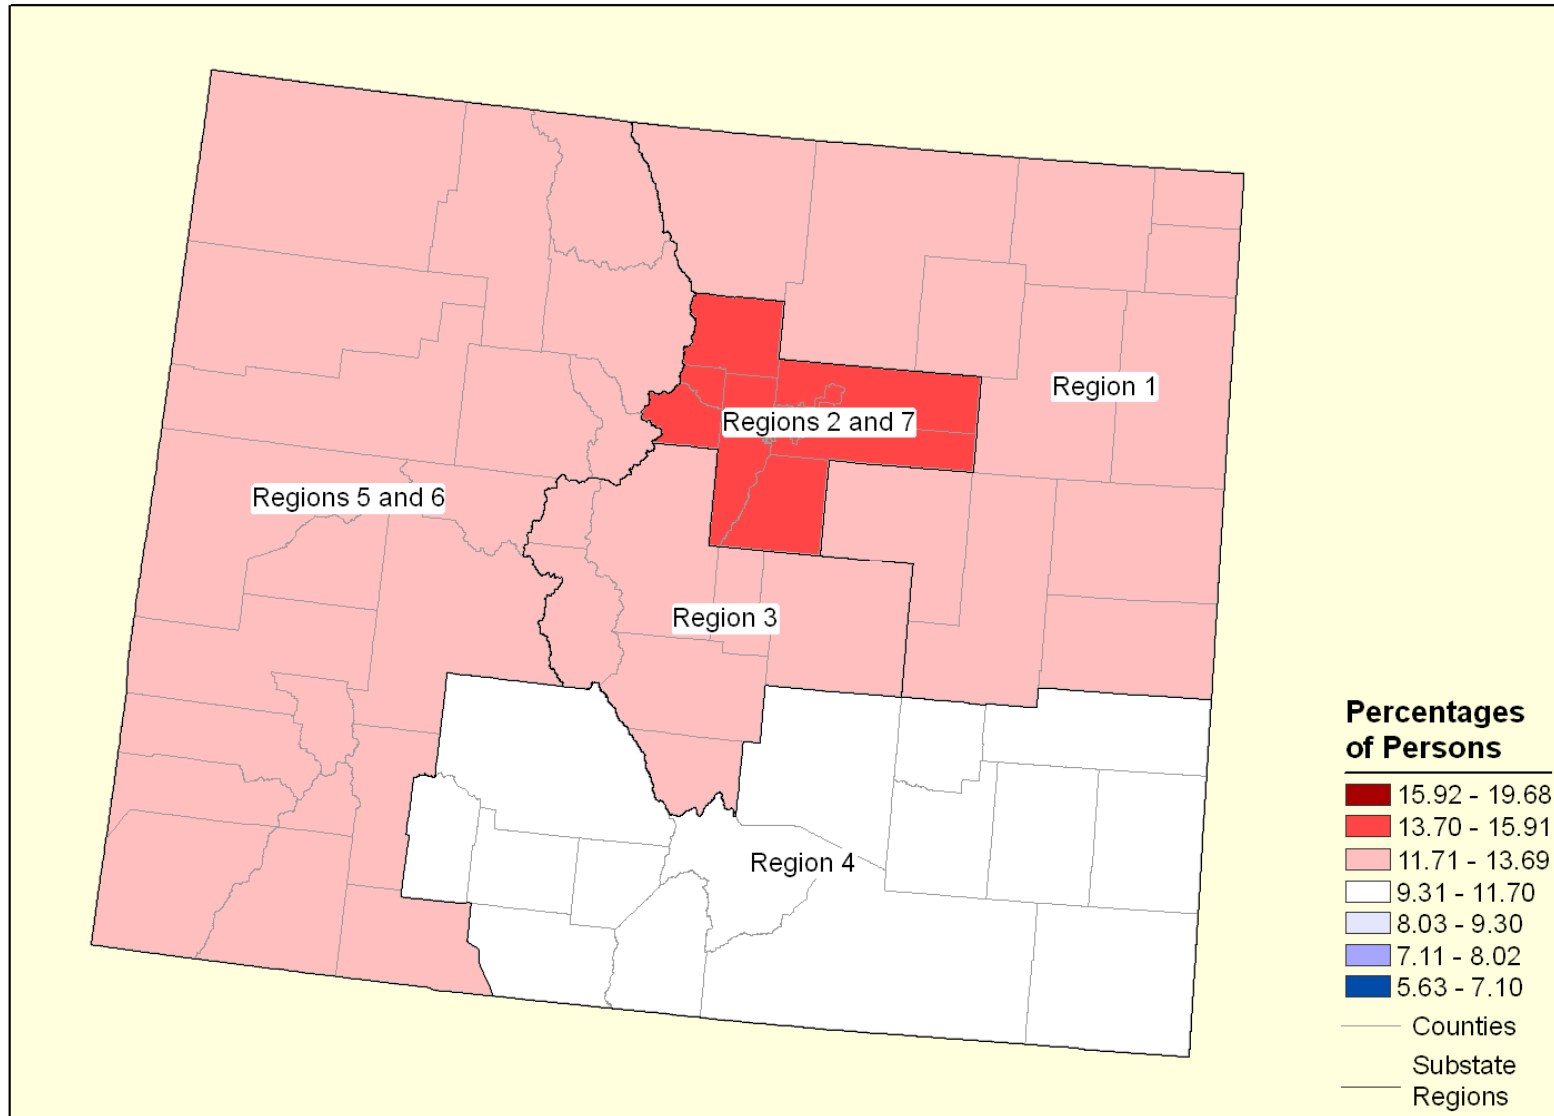 Region 1
Regions 2 and 7
Regions 5 and 6
Region 3
Region 4
Percentages
of Persons
15.92 - 19.68
13.70 - 15.91
11.71 - 13.69
9.31 - 11.70
8.03 - 9.30
7.11 - 8.02
5.63 - 7.10
Counties
Substate
Regions